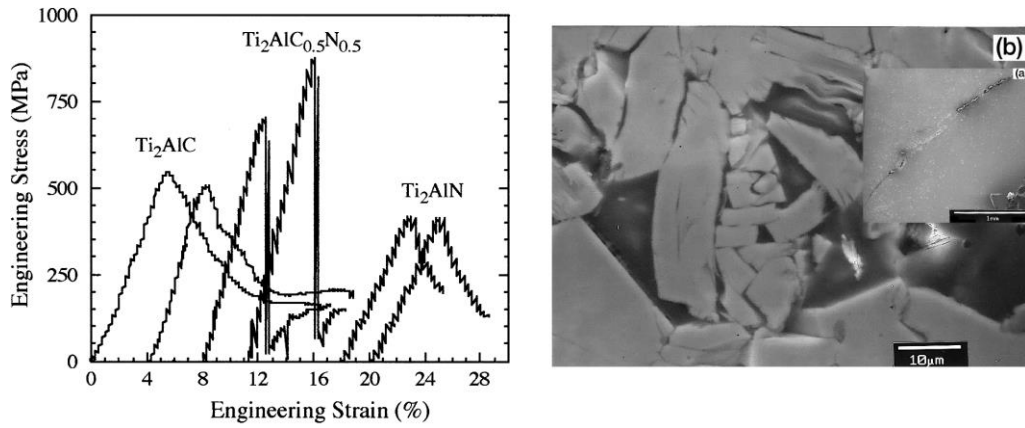 1000
750
500
250
0
Engineering Stress (MPa)
Ti₂AlC
Ti₂AlC₀.₅N₀.₅
Ti₂AlN
0 4 8 12 16 20 24 28
Engineering Strain (%)
(b)
(a
1mm
10µm